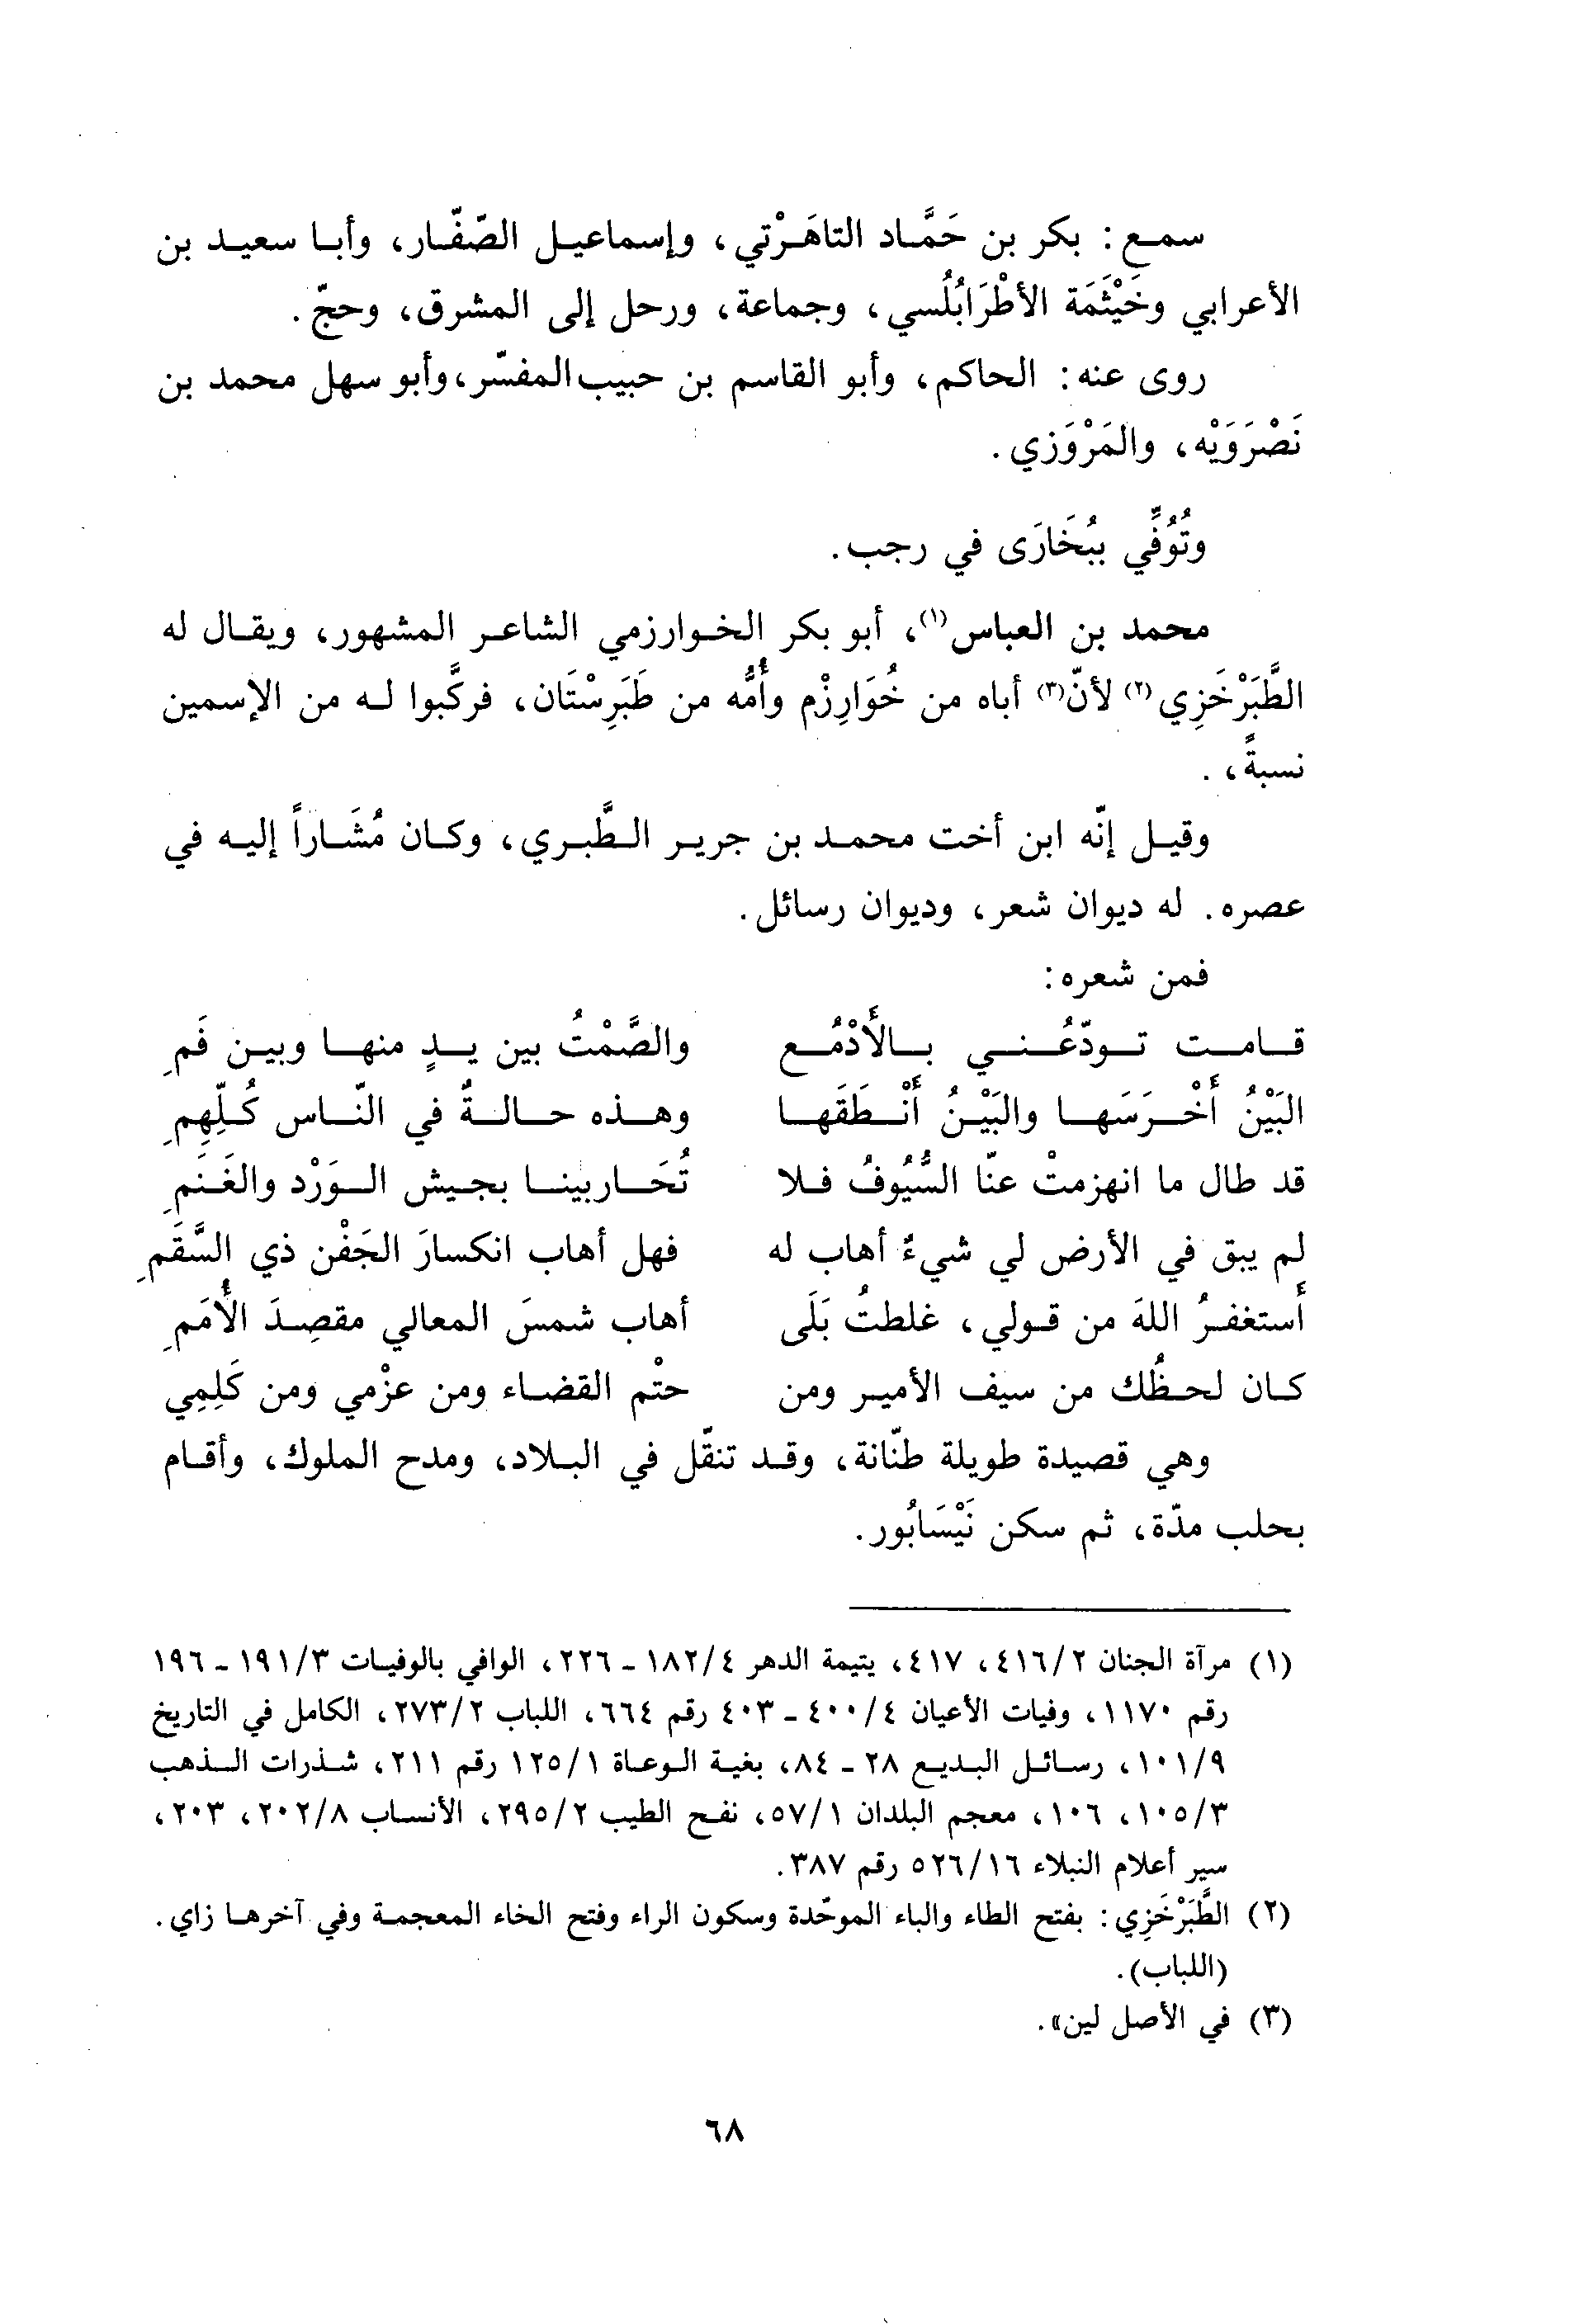 سمع: بكر بن حَمَّاد التاهَرْتي، وإسماعيل الصّفّار، وأبا سعيد بن
الأعرابي وخَيْثَمَة الأطْرَابُلُسي، وجماعة، ورحل إلى المشرق، وحجّ.
روى عنه: الحاكم، وأبو القاسم بن حبيب المفسّر، وأبو سهل محمد بن
نَصْرَوَيْه، والمَرْوَزي.
وتُوُفِّي ببُخَارَى في رجب.
محمد بن العباس(١)، أبو بكر الخوارزمي الشاعر المشهور، ويقال له
الطَّبَرْخَزِي(٢) لأنّ(٣) أباه من خُوَارِزْم وأُمُّه من طَبَرِسْتَان، فركَّبوا له من الإسمين
نسبةً، .
وقيل إنّه ابن أخت محمد بن جرير الطَّبري، وكان مُشَاراً إليه في
عصره. له ديوان شعر، وديوان رسائل.
فمن شعره:
قامت تودّعُني بالأَدْمُع والصَّمْتُ بين يدٍ منها وبين فَمِ
البَيْنُ أَخْرَسَها والبَيْنُ أَنْطَقَها وهذه حالةٌ في النّاس كُلِّهِمِ
قد طال ما انهزمتْ عنّا السُّيُوفُ فلا تُحَاربينا بجيش الوَرْد والغَنَمِ
لم يبق في الأرض لي شيءٌ أهاب له فهل أهاب انكسارَ الجَفْن ذي السَّقَمِ
أَستغفرُ اللهَ من قولي، غلطتُ بَلَى أهاب شمسَ المعالي مقصِدَ الأُمَمِ
كان لحظُك من سيف الأمير ومن حتْم القضاء ومن عزْمي ومن كَلِمِي
وهي قصيدة طويلة طنّانة، وقد تنقّل في البلاد، ومدح الملوك، وأقام
بحلب مدّة، ثم سكن نَيْسَابُور.
(١) مرآة الجنان ٤١٦/٢، ٤١٧، يتيمة الدهر ١٨٢/٤ - ٢٢٦، الوافي بالوفيات ١٩١/٣ - ١٩٦
رقم ١١٧٠، وفيات الأعيان ٤٠٠/٤ - ٤٠٣ رقم ٦٦٤، اللباب ٢٧٣/٢، الكامل في التاريخ
١٠١/٩، رسائل البديع ٢٨ - ٨٤، بغية الوعاة ١٢٥/١ رقم ٢١١، شذرات الذهب
١٠٥/٣، ١٠٦، معجم البلدان ٥٧/١، نفح الطيب ٢٩٥/٢، الأنساب ٢٠٢/٨، ٢٠٣،
سير أعلام النبلاء ٥٢٦/١٦ رقم ٣٨٧.
(٢) الطَّبَرْخَزِي: بفتح الطاء والباء الموحّدة وسكون الراء وفتح الخاء المعجمة وفي آخرها زاي.
(اللباب).
(٣) في الأصل لين».
٦٨